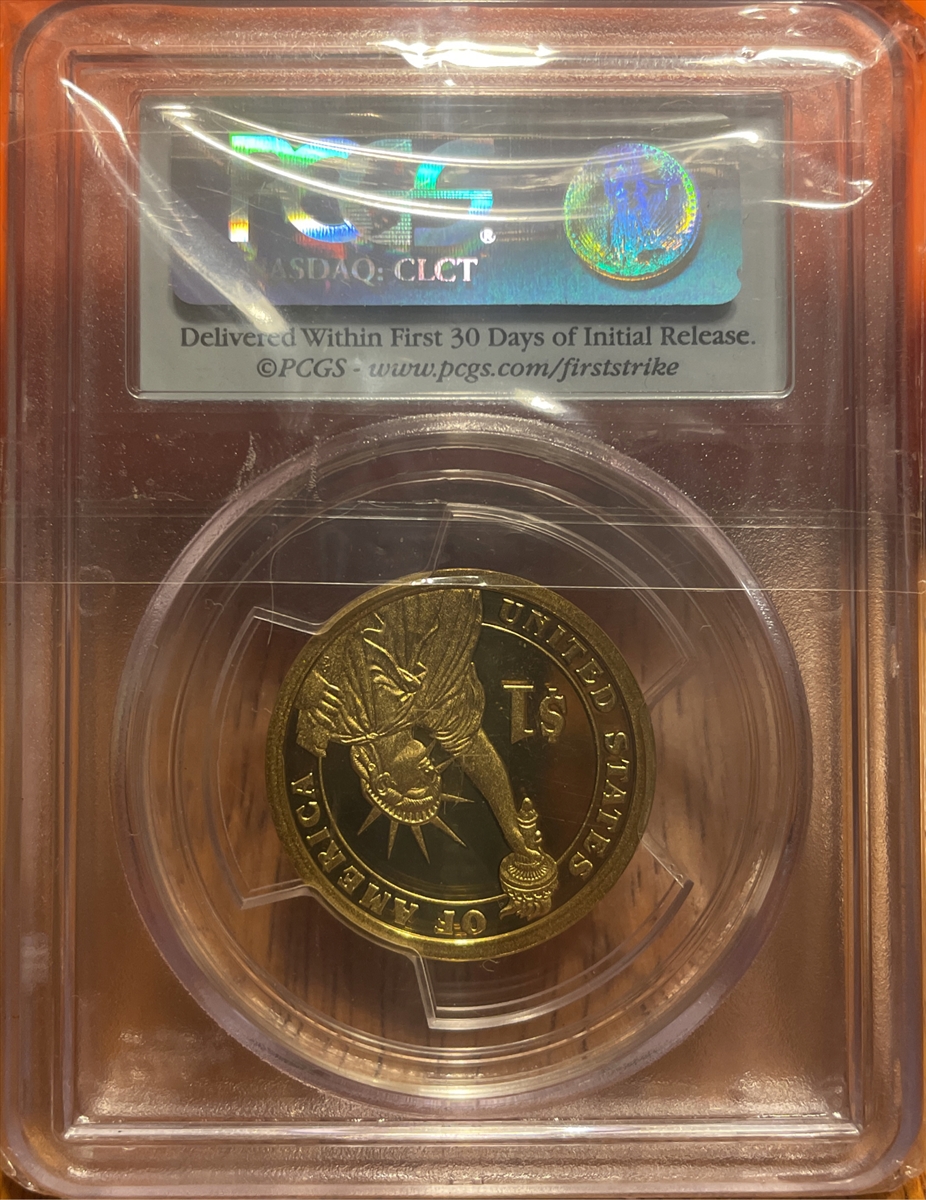 PCGS®
NASDAQ: CLCT
Delivered Within First 30 Days of Initial Release.
©PCGS - www.pcgs.com/firststrike
UNITED STATES OF AMERICA
$1